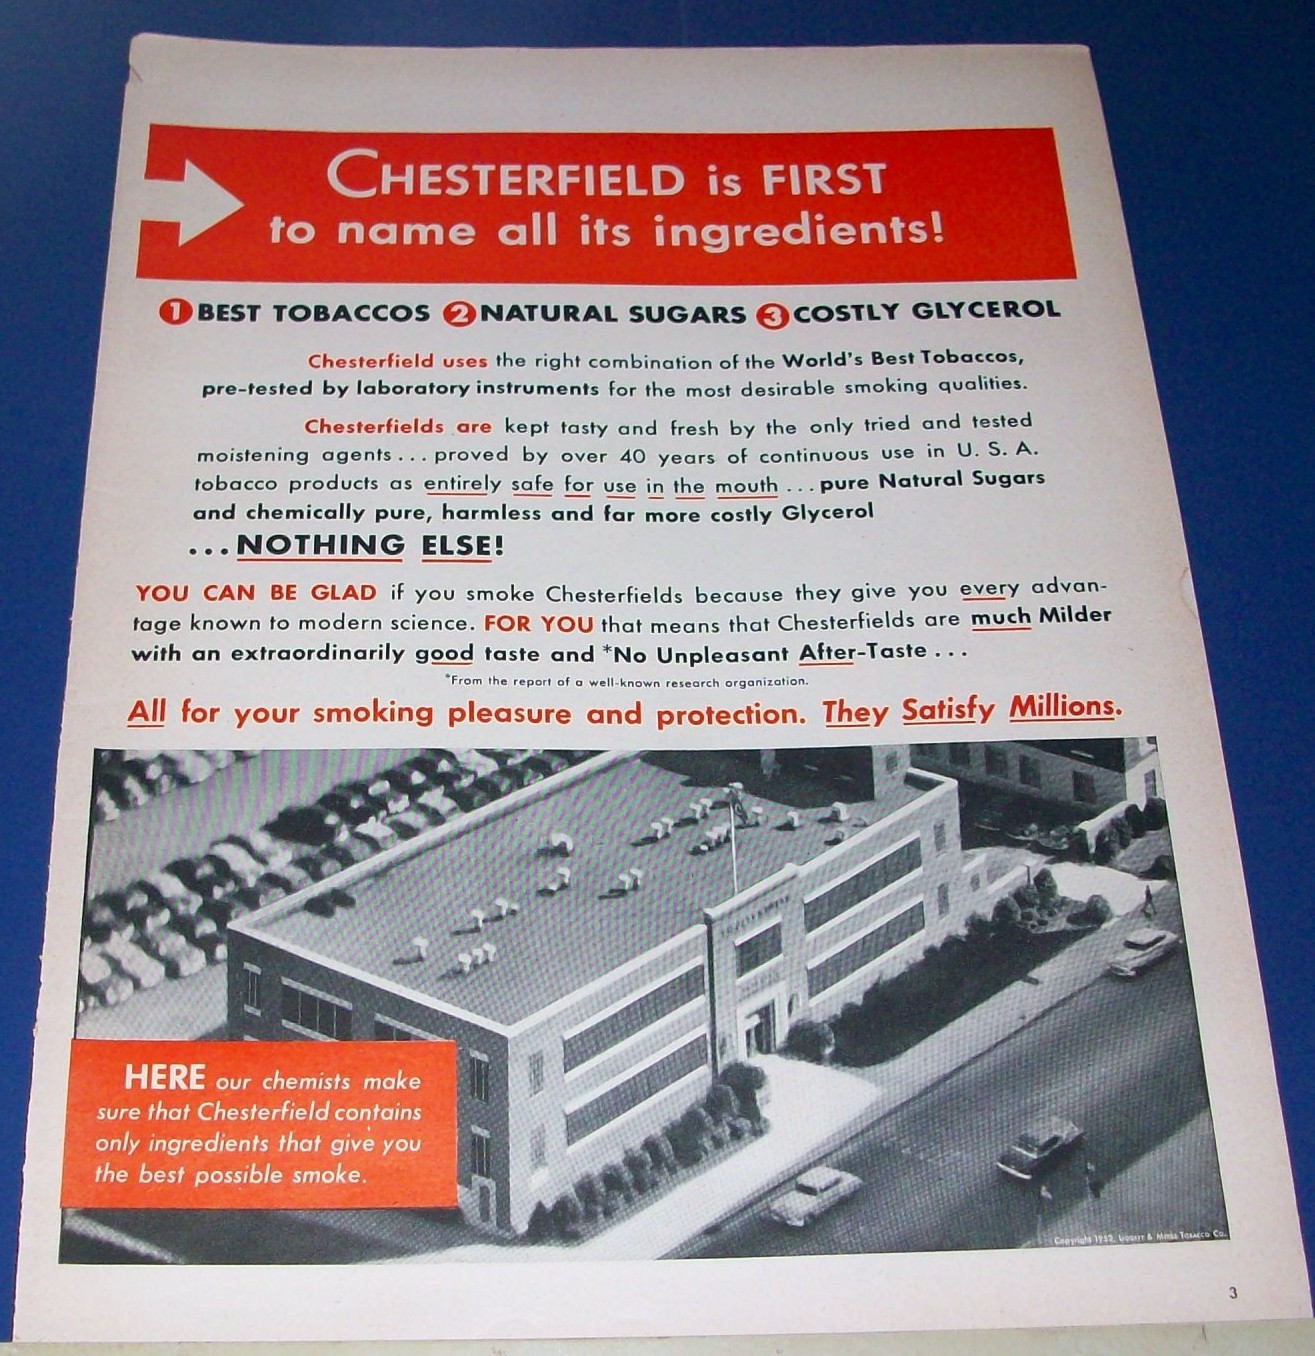 CHESTERFIELD is FIRST
to name all its ingredients!
1 BEST TOBACCOS 2 NATURAL SUGARS 3 COSTLY GLYCEROL
Chesterfield uses the right combination of the World's Best Tobaccos,
pre-tested by laboratory instruments for the most desirable smoking qualities.
Chesterfields are kept tasty and fresh by the only tried and tested
moistening agents...proved by over 40 years of continuous use in U. S. A.
tobacco products as entirely safe for use in the mouth...pure Natural Sugars
and chemically pure, harmless and far more costly Glycerol
...NOTHING ELSE!
YOU CAN BE GLAD if you smoke Chesterfields because they give you every advan-
tage known to modern science. FOR YOU that means that Chesterfields are much Milder
with an extraordinarily good taste and *No Unpleasant After-Taste...
*From the report of a well-known research organization.
All for your smoking pleasure and protection. They Satisfy Millions.
HERE our chemists make
sure that Chesterfield contains
only ingredients that give you
the best possible smoke.
Copyright 1952, LIGGETT & MYERS TOBACCO CO.
3